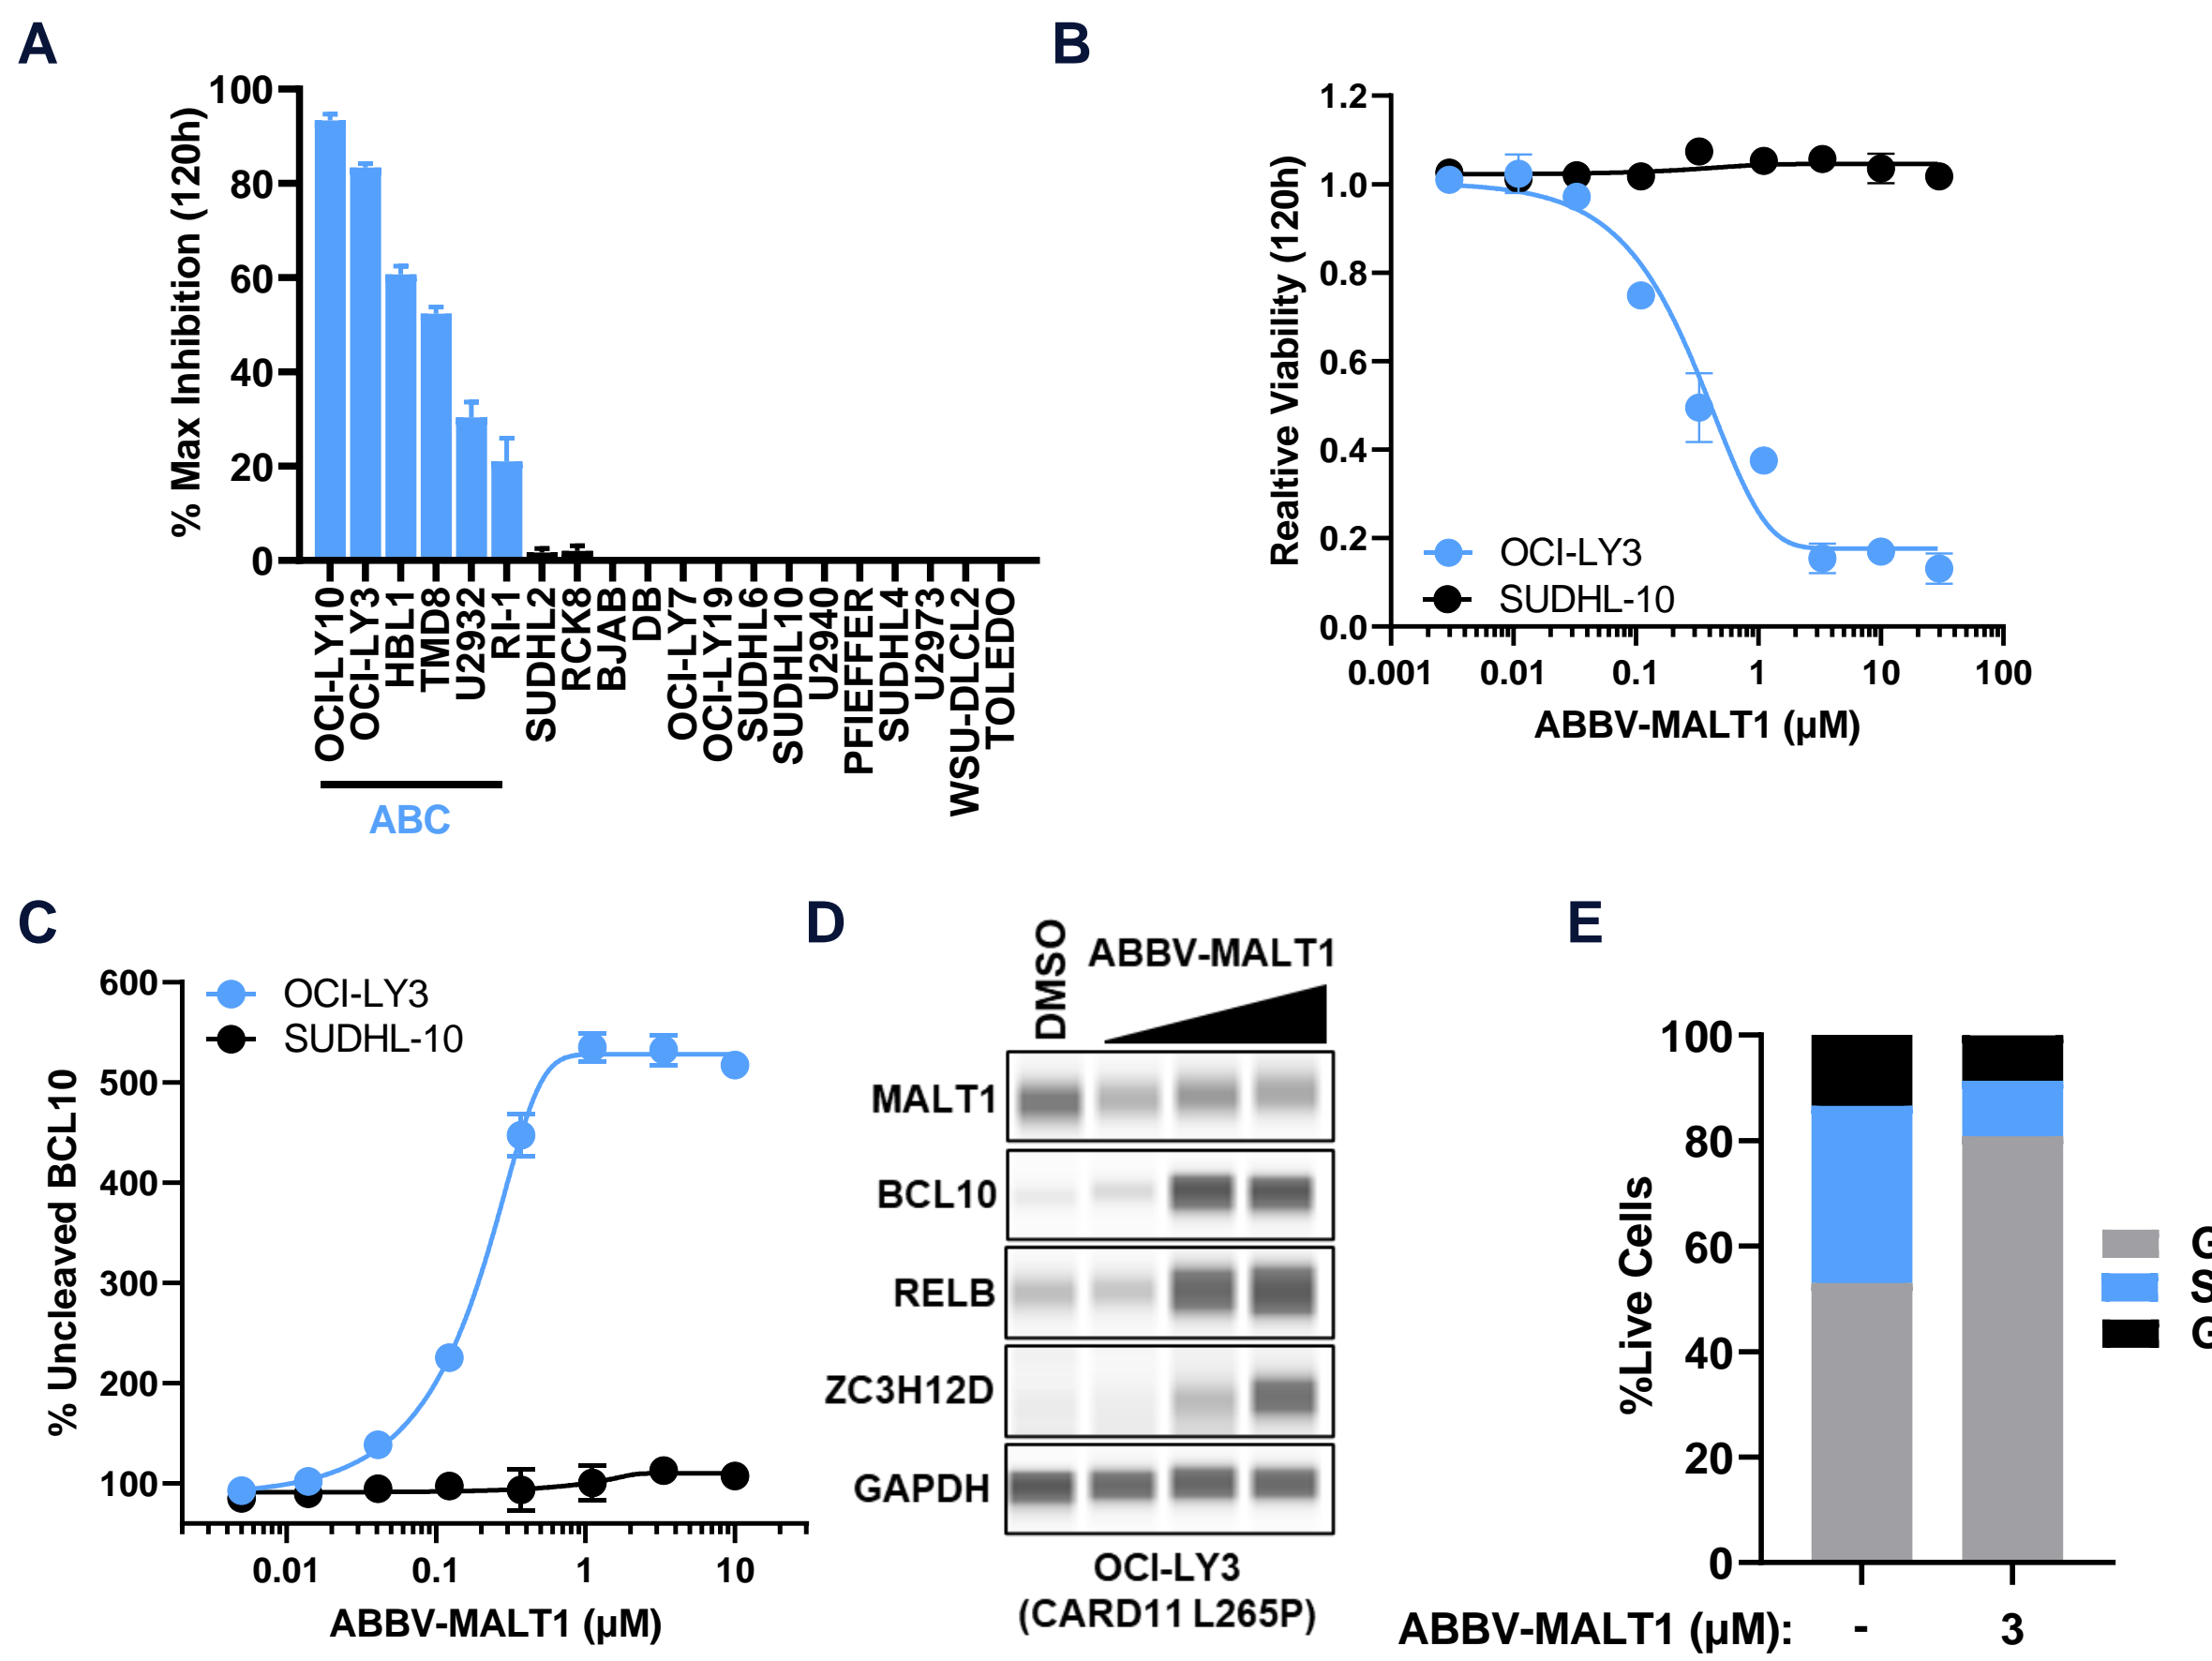 A
% Max Inhibition (120h)
100
80
60
40
20
0
OCI-LY10
OCI-LY3
HBL1
TMD8
U2932
RI-1
SUDHL2
RCK8
BJAB
DB
OCI-LY7
OCI-LY19
SUDHL6
SUDHL10
U2940
PFIEFFER
SUDHL4
U2973
WSU-DLCL2
TOLEDO
ABC
B
Realtive Viability (120h)
1.2
1.0
0.8
0.6
0.4
0.2
0.0
OCI-LY3
SUDHL-10
0.001 0.01 0.1 1 10 100
ABBV-MALT1 (µM)
C
% Uncleaved BCL10
600
500
400
300
200
100
OCI-LY3
SUDHL-10
0.01 0.1 1 10
ABBV-MALT1 (µM)
D
DMSO
ABBV-MALT1
MALT1
BCL10
RELB
ZC3H12D
GAPDH
OCI-LY3
(CARD11 L265P)
E
%Live Cells
100
80
60
40
20
0
G
S
G
ABBV-MALT1 (µM): - 3